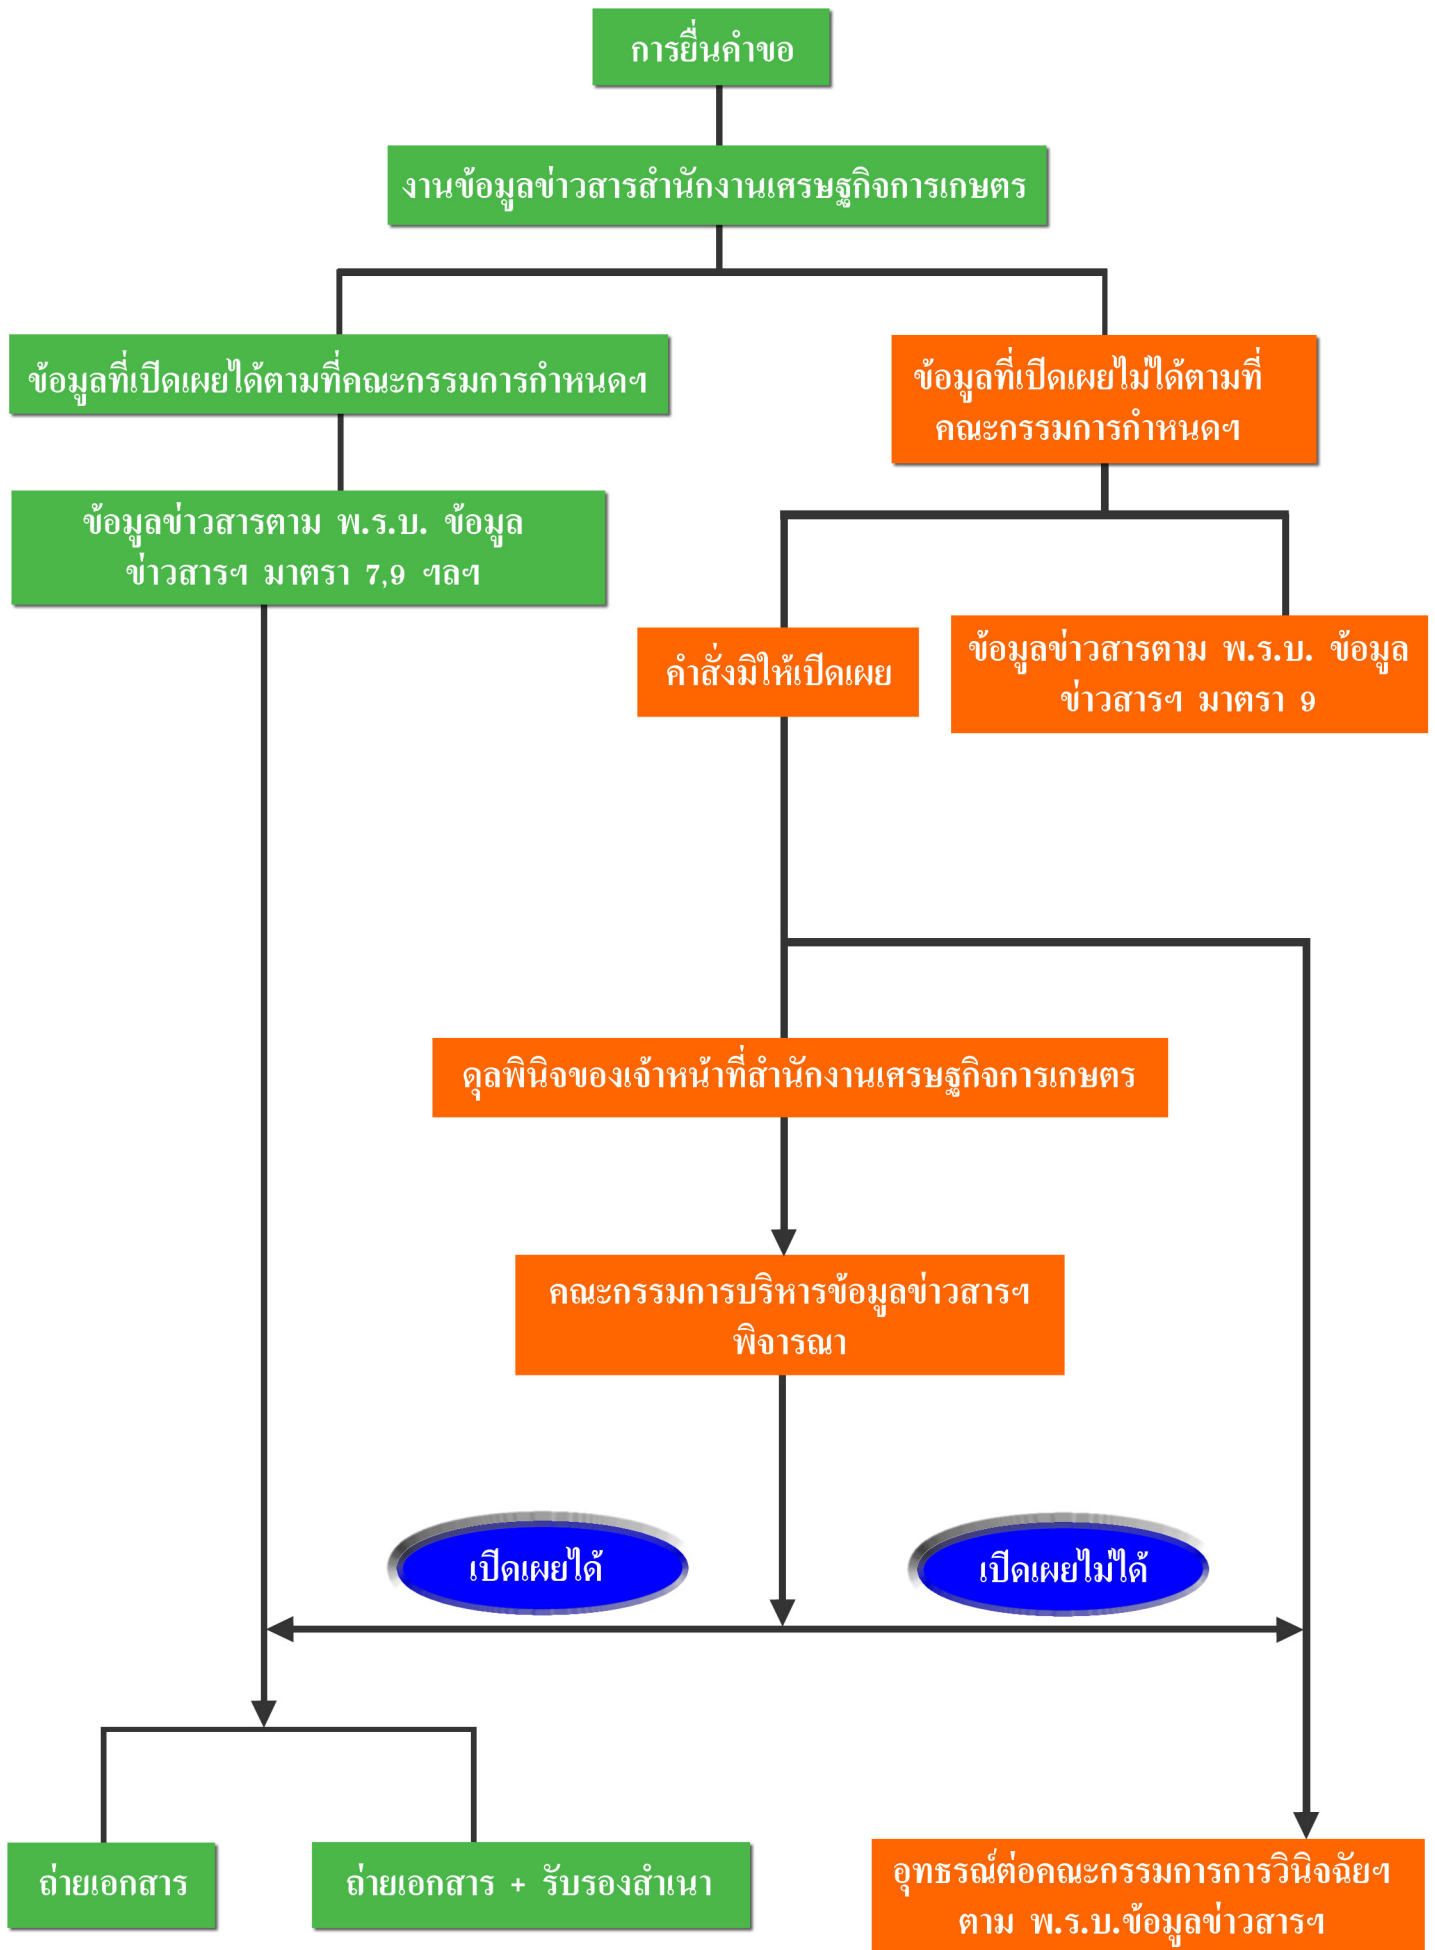 การยื่นคำขอ
งานข้อมูลข่าวสารสำนักงานเศรษฐกิจการเกษตร
ข้อมูลที่เปิดเผยได้ตามที่คณะกรรมการกำหนดฯ
ข้อมูลที่เปิดเผยไม่ได้ตามที่
คณะกรรมการกำหนดฯ
ข้อมูลข่าวสารตาม พ.ร.บ. ข้อมูล
ข่าวสารฯ มาตรา 7,9 ฯลฯ
คำสั่งมิให้เปิดเผย
ข้อมูลข่าวสารตาม พ.ร.บ. ข้อมูล
ข่าวสารฯ มาตรา 9
ดุลพินิจของเจ้าหน้าที่สำนักงานเศรษฐกิจการเกษตร
คณะกรรมการบริหารข้อมูลข่าวสารฯ
พิจารณา
เปิดเผยได้
เปิดเผยไม่ได้
ถ่ายเอกสาร
ถ่ายเอกสาร + รับรองสำเนา
อุทธรณ์ต่อคณะกรรมการการวินิจฉัยฯ
ตาม พ.ร.บ.ข้อมูลข่าวสารฯ